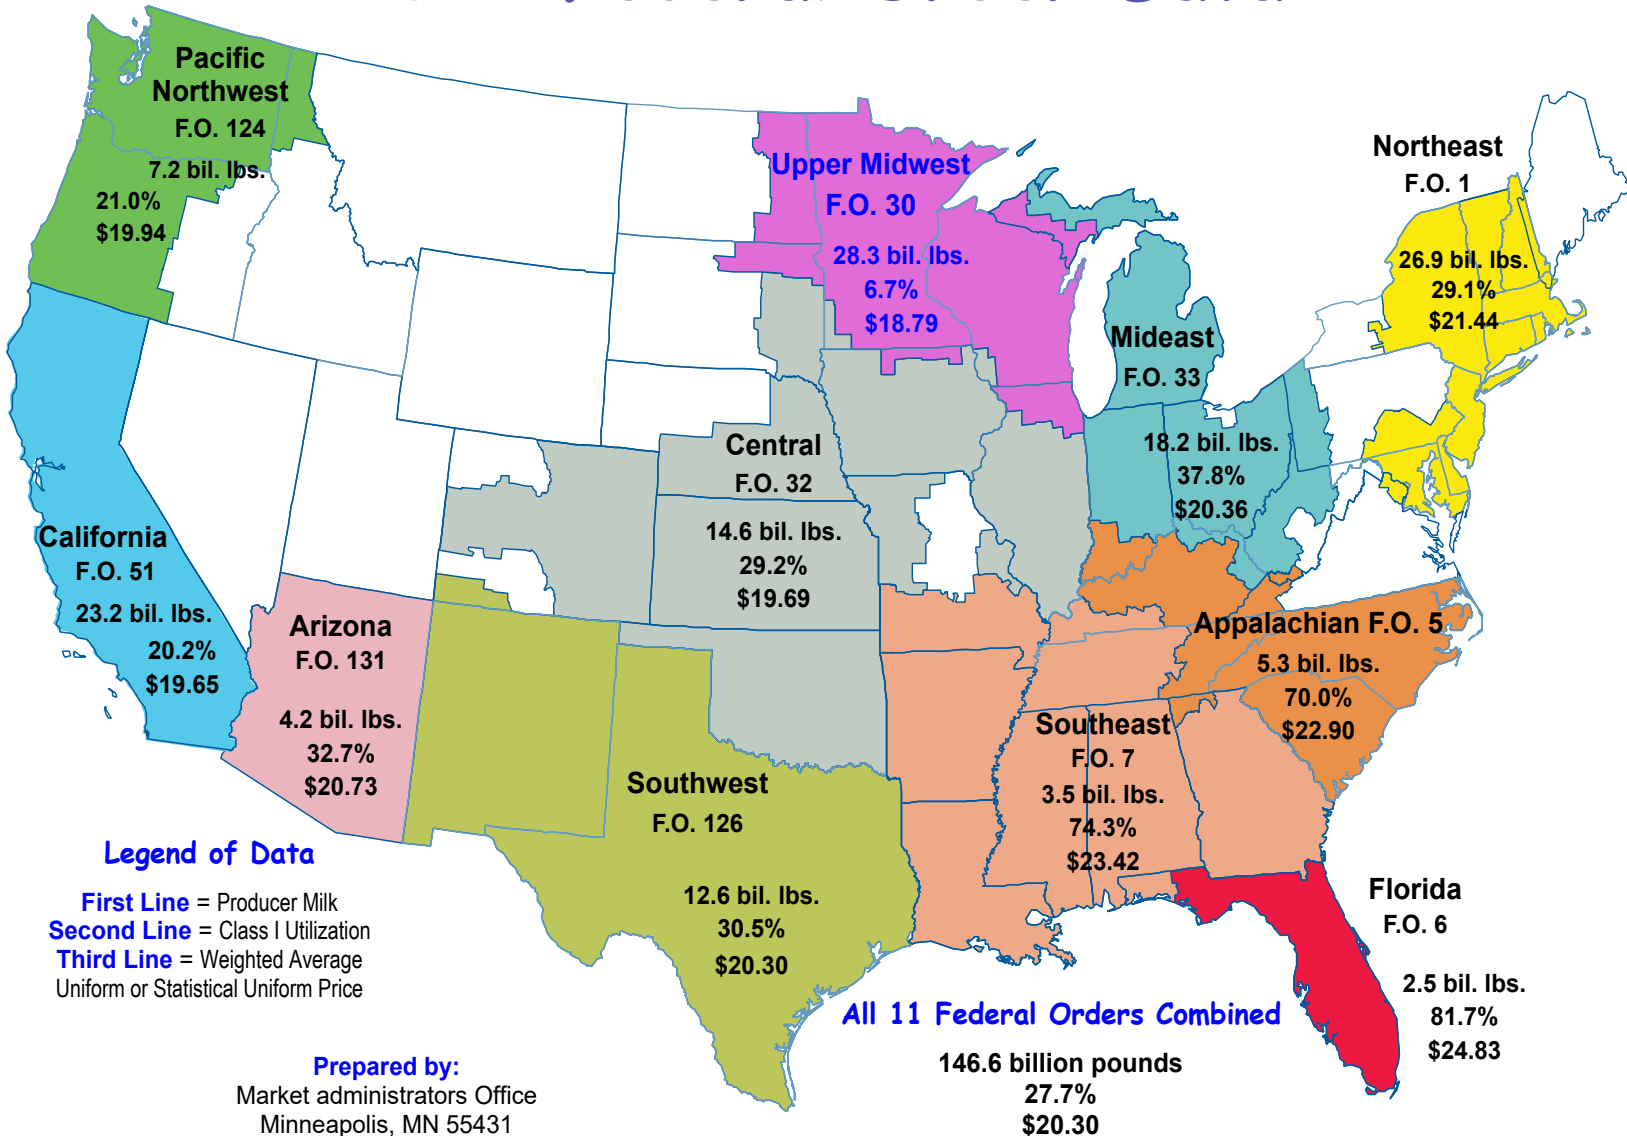 Pacific
Northwest
F.O. 124
7.2 bil. lbs.
21.0%
$19.94
Upper Midwest
F.O. 30
28.3 bil. lbs.
6.7%
$18.79
Northeast
F.O. 1
26.9 bil. lbs.
29.1%
$21.44
Mideast
F.O. 33
18.2 bil. lbs.
37.8%
$20.36
Central
F.O. 32
14.6 bil. lbs.
29.2%
$19.69
California
F.O. 51
23.2 bil. lbs.
20.2%
$19.65
Arizona
F.O. 131
4.2 bil. lbs.
32.7%
$20.73
Appalachian F.O. 5
5.3 bil. lbs.
70.0%
$22.90
Southeast
F.O. 7
3.5 bil. lbs.
74.3%
$23.42
Southwest
F.O. 126
12.6 bil. lbs.
30.5%
$20.30
Florida
F.O. 6
2.5 bil. lbs.
81.7%
$24.83
Legend of Data
First Line = Producer Milk
Second Line = Class I Utilization
Third Line = Weighted Average
Uniform or Statistical Uniform Price
All 11 Federal Orders Combined
146.6 billion pounds
27.7%
$20.30
Prepared by:
Market administrators Office
Minneapolis, MN 55431